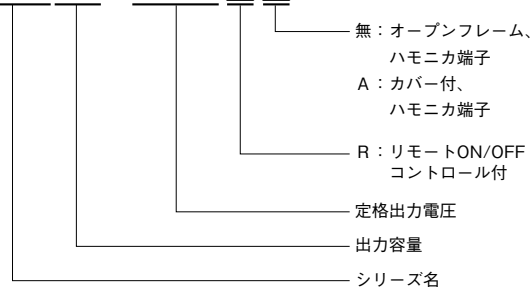 無：オープンフレーム、
ハモニカ端子
A：カバー付、
ハモニカ端子
R：リモートON/OFF
コントロール付
定格出力電圧
出力容量
シリーズ名